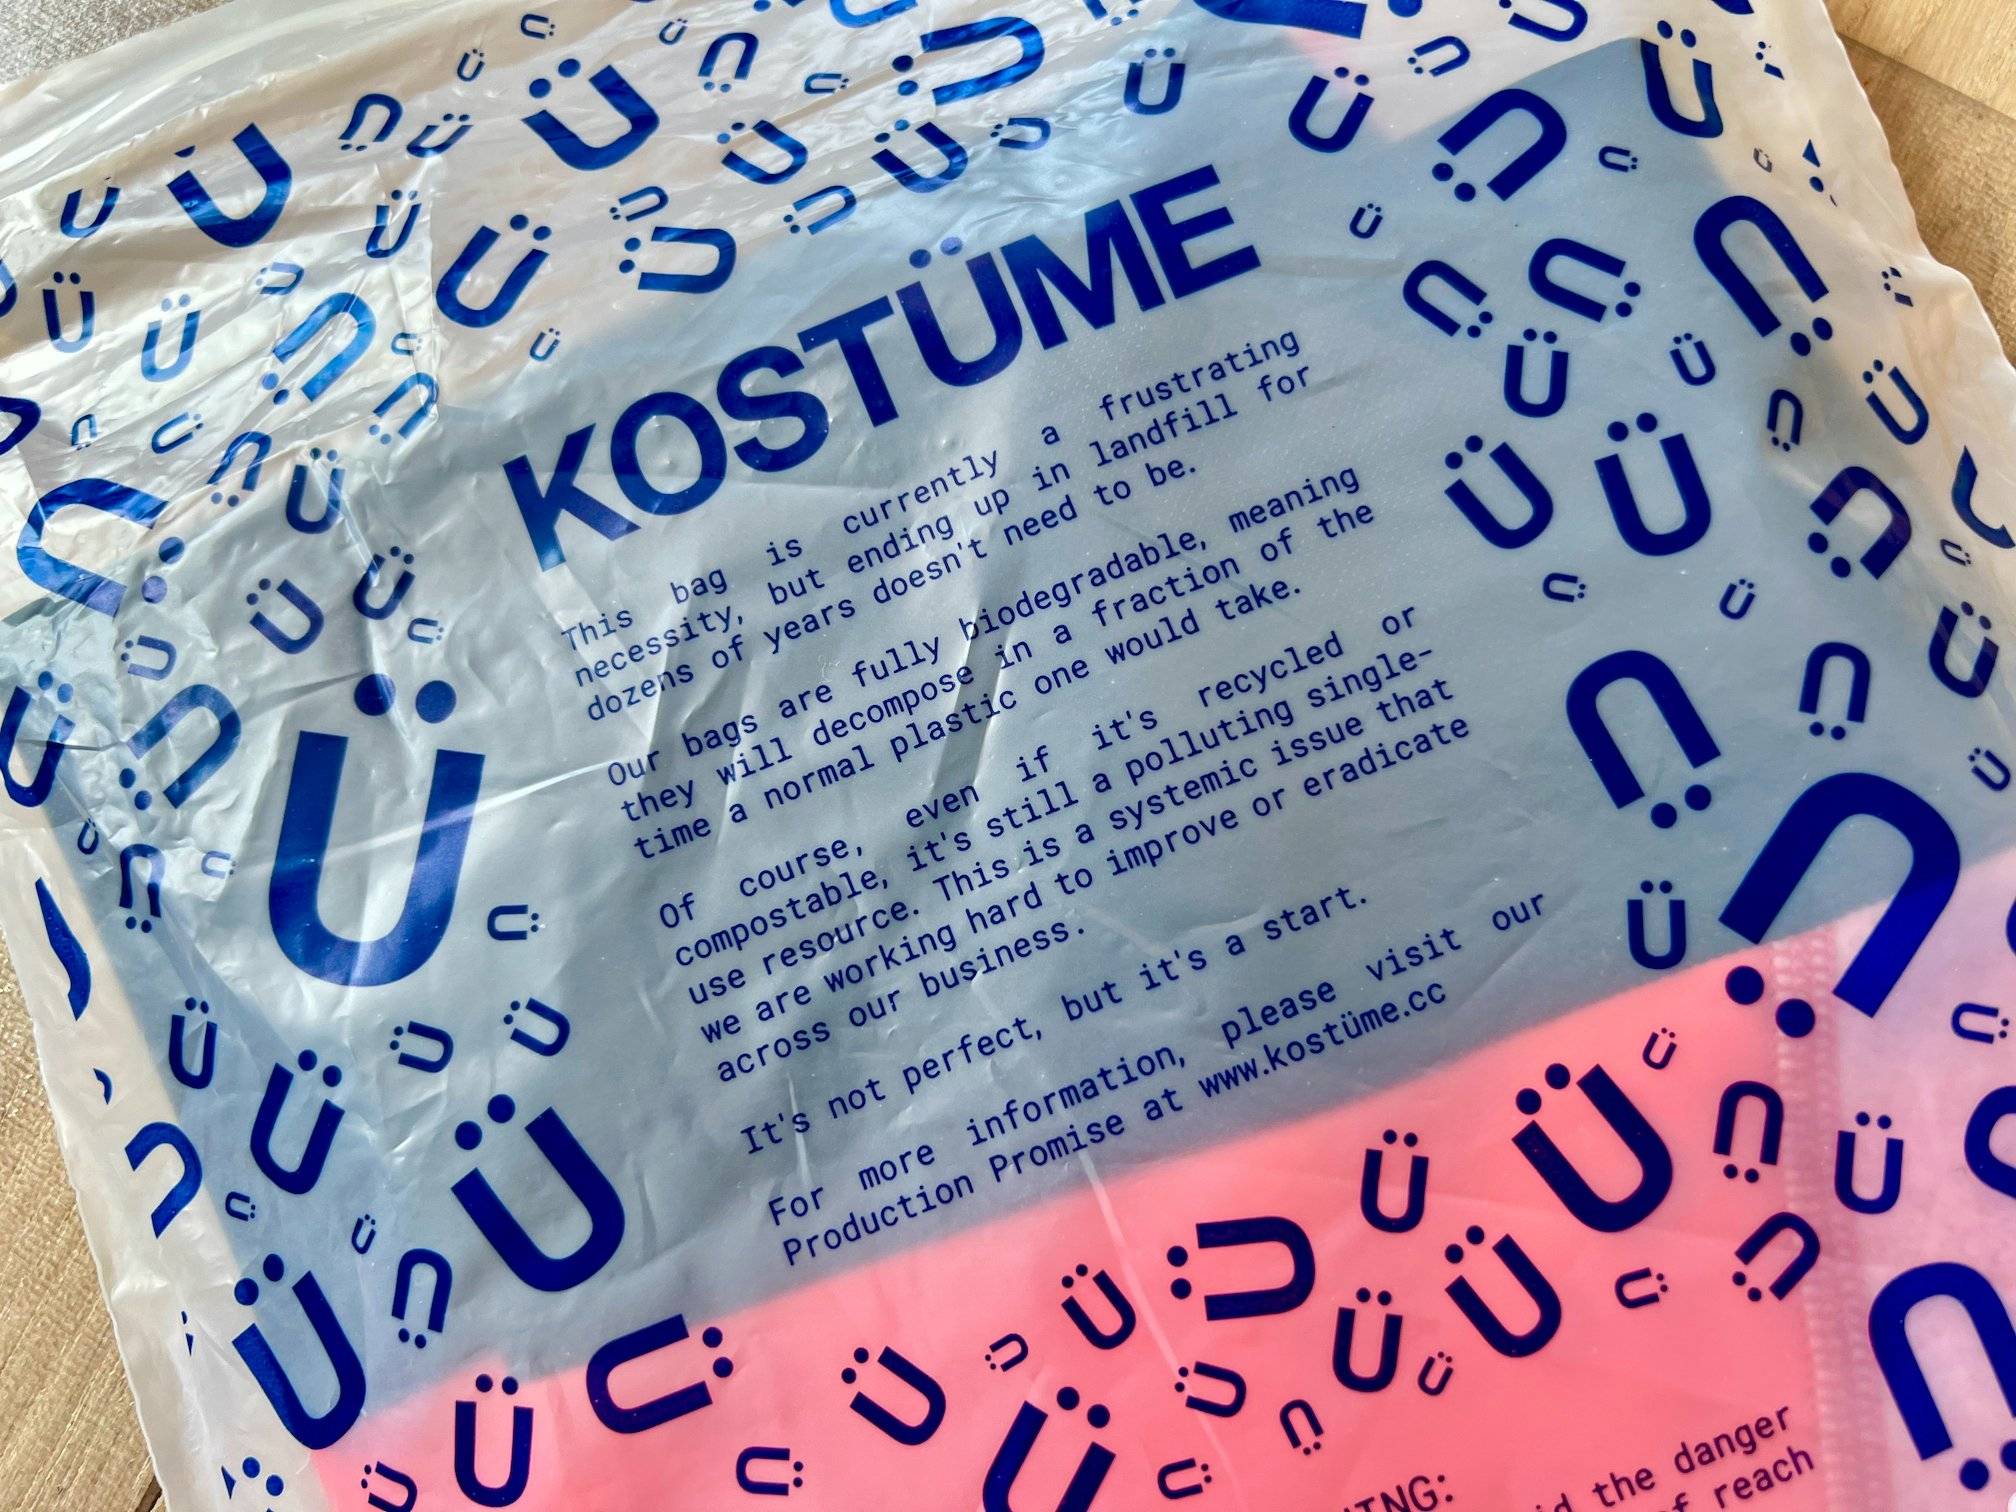 KOSTÜME
This bag is currently a frustrating
necessity, but ending up in landfill for
dozens of years doesn't need to be.
Our bags are fully biodegradable, meaning
they will decompose in a fraction of the
time a normal plastic one would take.
Of course, even if it's recycled or
compostable, it's still a polluting single-
use resource. This is a systemic issue that
we are working hard to improve or eradicate
across our business.
It's not perfect, but it's a start.
For more information, please visit our
Production Promise at www.kostüme.cc
the danger
reach